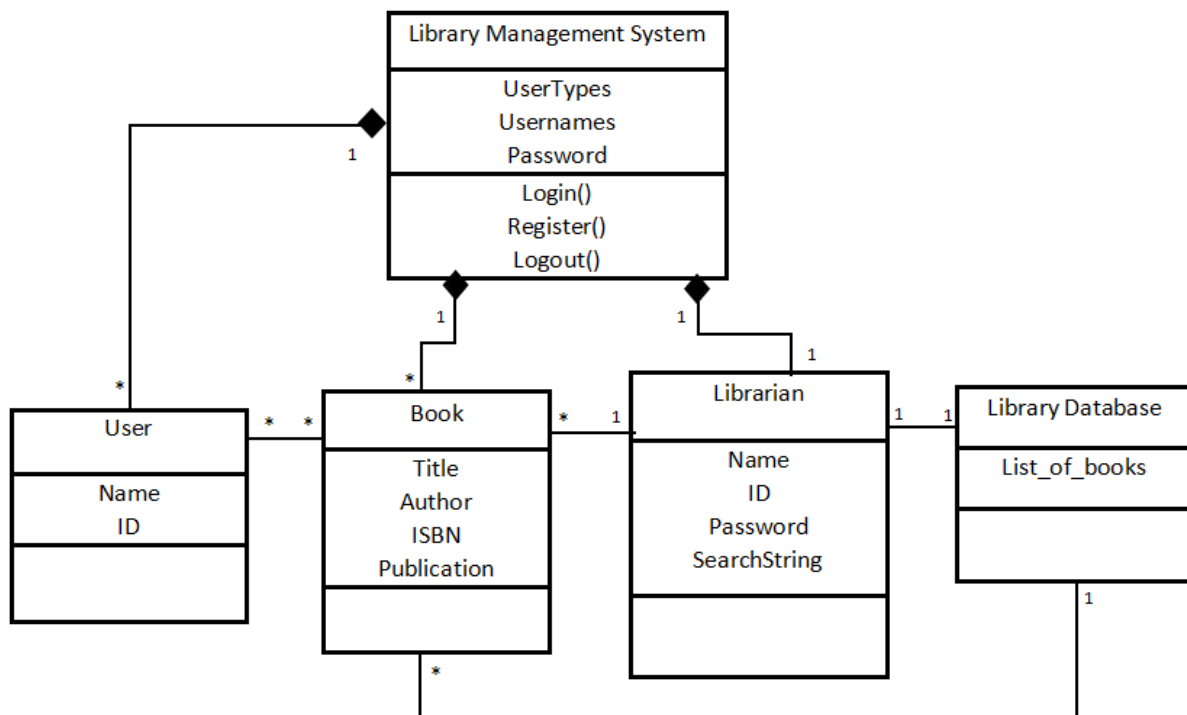 Library Management System
UserTypes
Usernames
Password
Login()
Register()
Logout()
1
*
1
*
1
1
User
Name
ID
*
*
Book
Title
Author
ISBN
Publication
*
1
Librarian
Name
ID
Password
SearchString
1
1
Library Database
List_of_books
*
1